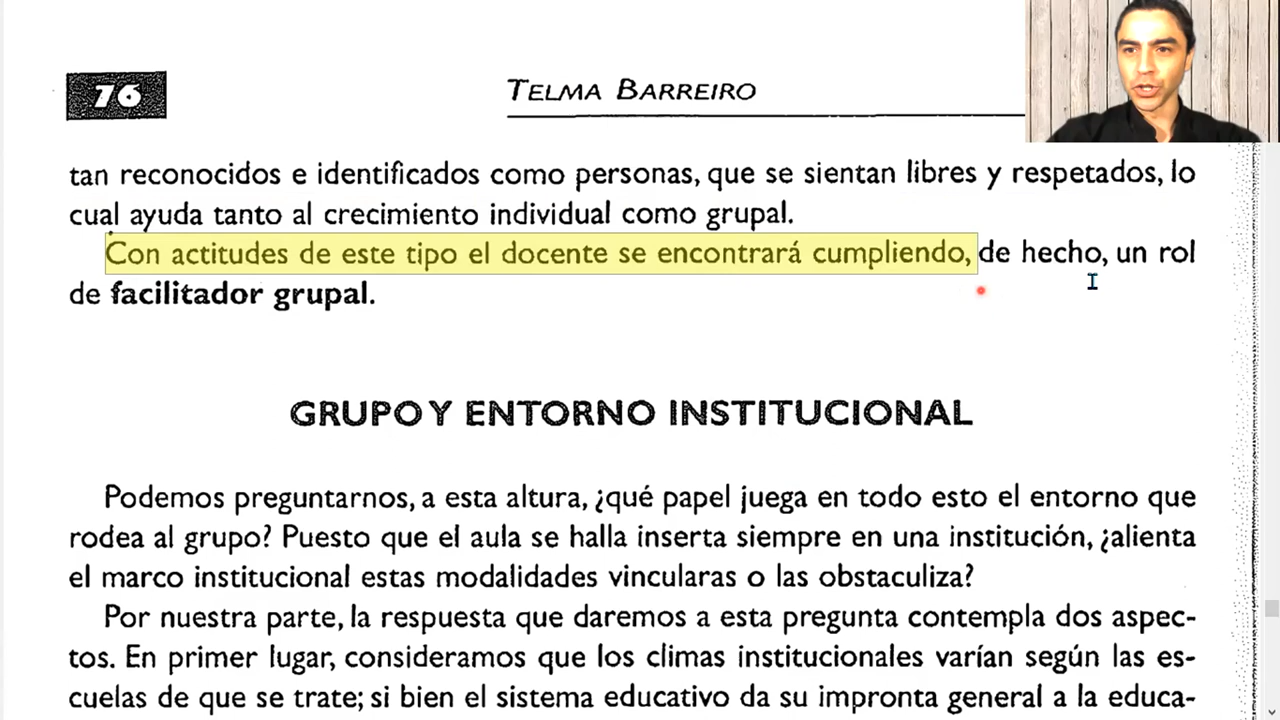 76
TELMA BARREIRO
tan reconocidos e identificados como personas, que se sientan libres y respetados, lo
cual ayuda tanto al crecimiento individual como grupal.
Con actitudes de este tipo el docente se encontrará cumpliendo, de hecho, un rol
de facilitador grupal.
GRUPO Y ENTORNO INSTITUCIONAL
Podemos preguntarnos, a esta altura, ¿qué papel juega en todo esto el entorno que
rodea al grupo? Puesto que el aula se halla inserta siempre en una institución, ¿alienta
el marco institucional estas modalidades vinculares o las obstaculiza?
Por nuestra parte, la respuesta que daremos a esta pregunta contempla dos aspec-
tos. En primer lugar, consideramos que los climas institucionales varían según las es-
cuelas de que se trate; si bien el sistema educativo da su impronta general a la educa-